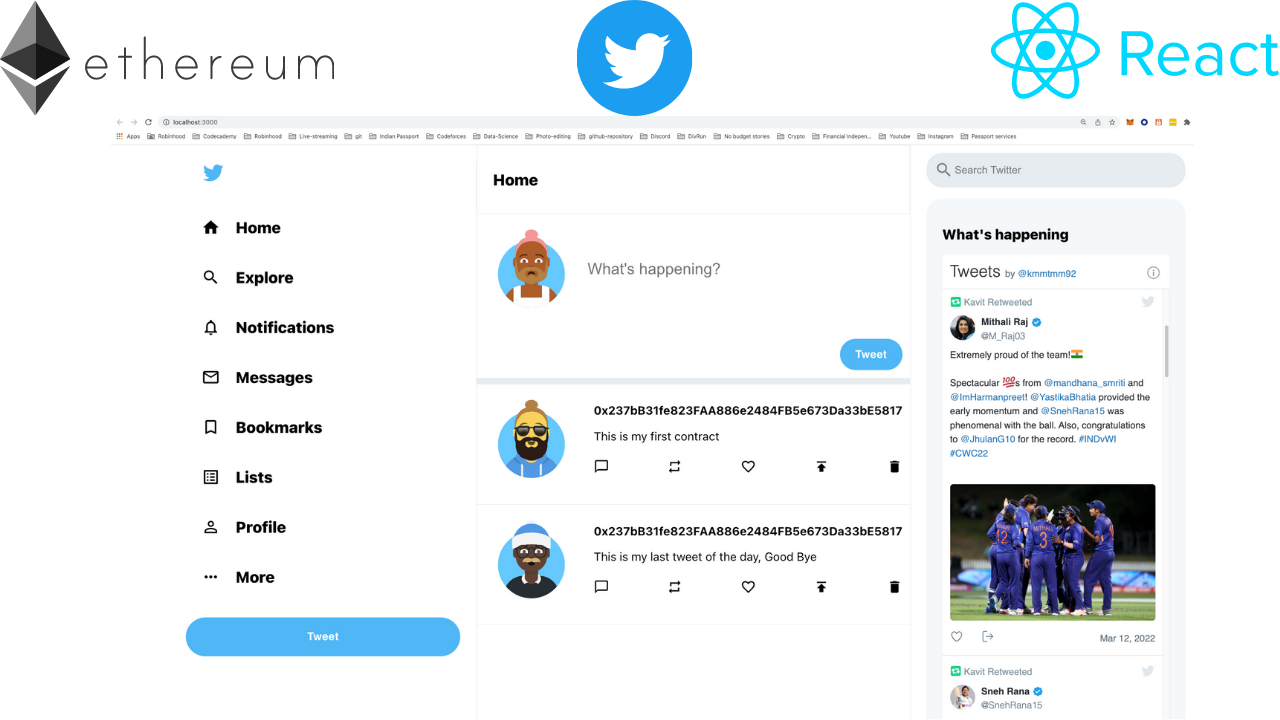 ethereum
React
localhost:3000
Apps Robinhood Codecademy Robinhood Live-streaming git Indian Passport Codeforces Data-Science Photo-editing github-repository Discord DivRun No budget stories Crypto Financial Indepen... Youtube Instagram Passport services
Home
Explore
Notifications
Messages
Bookmarks
Lists
Profile
More
Tweet
Home
What's happening?
Tweet
0x237bB31fe823FAA886e2484FB5e673Da33bE5817
This is my first contract
0x237bB31fe823FAA886e2484FB5e673Da33bE5817
This is my last tweet of the day, Good Bye
Search Twitter
What's happening
Tweets by @kmmtmm92
Kavit Retweeted
Mithali Raj
@M_Raj03
Extremely proud of the team!
Spectacular 💯s from @mandhana_smriti and
@ImHarmanpreet! @YastikaBhatia provided the
early momentum and @SnehRana15 was
phenomenal with the ball. Also, congratulations
to @JhulanG10 for the record. #INDvWI
#CWC22
12
MITHALI
3
Mar 12, 2022
Kavit Retweeted
Sneh Rana
@SnehRana15